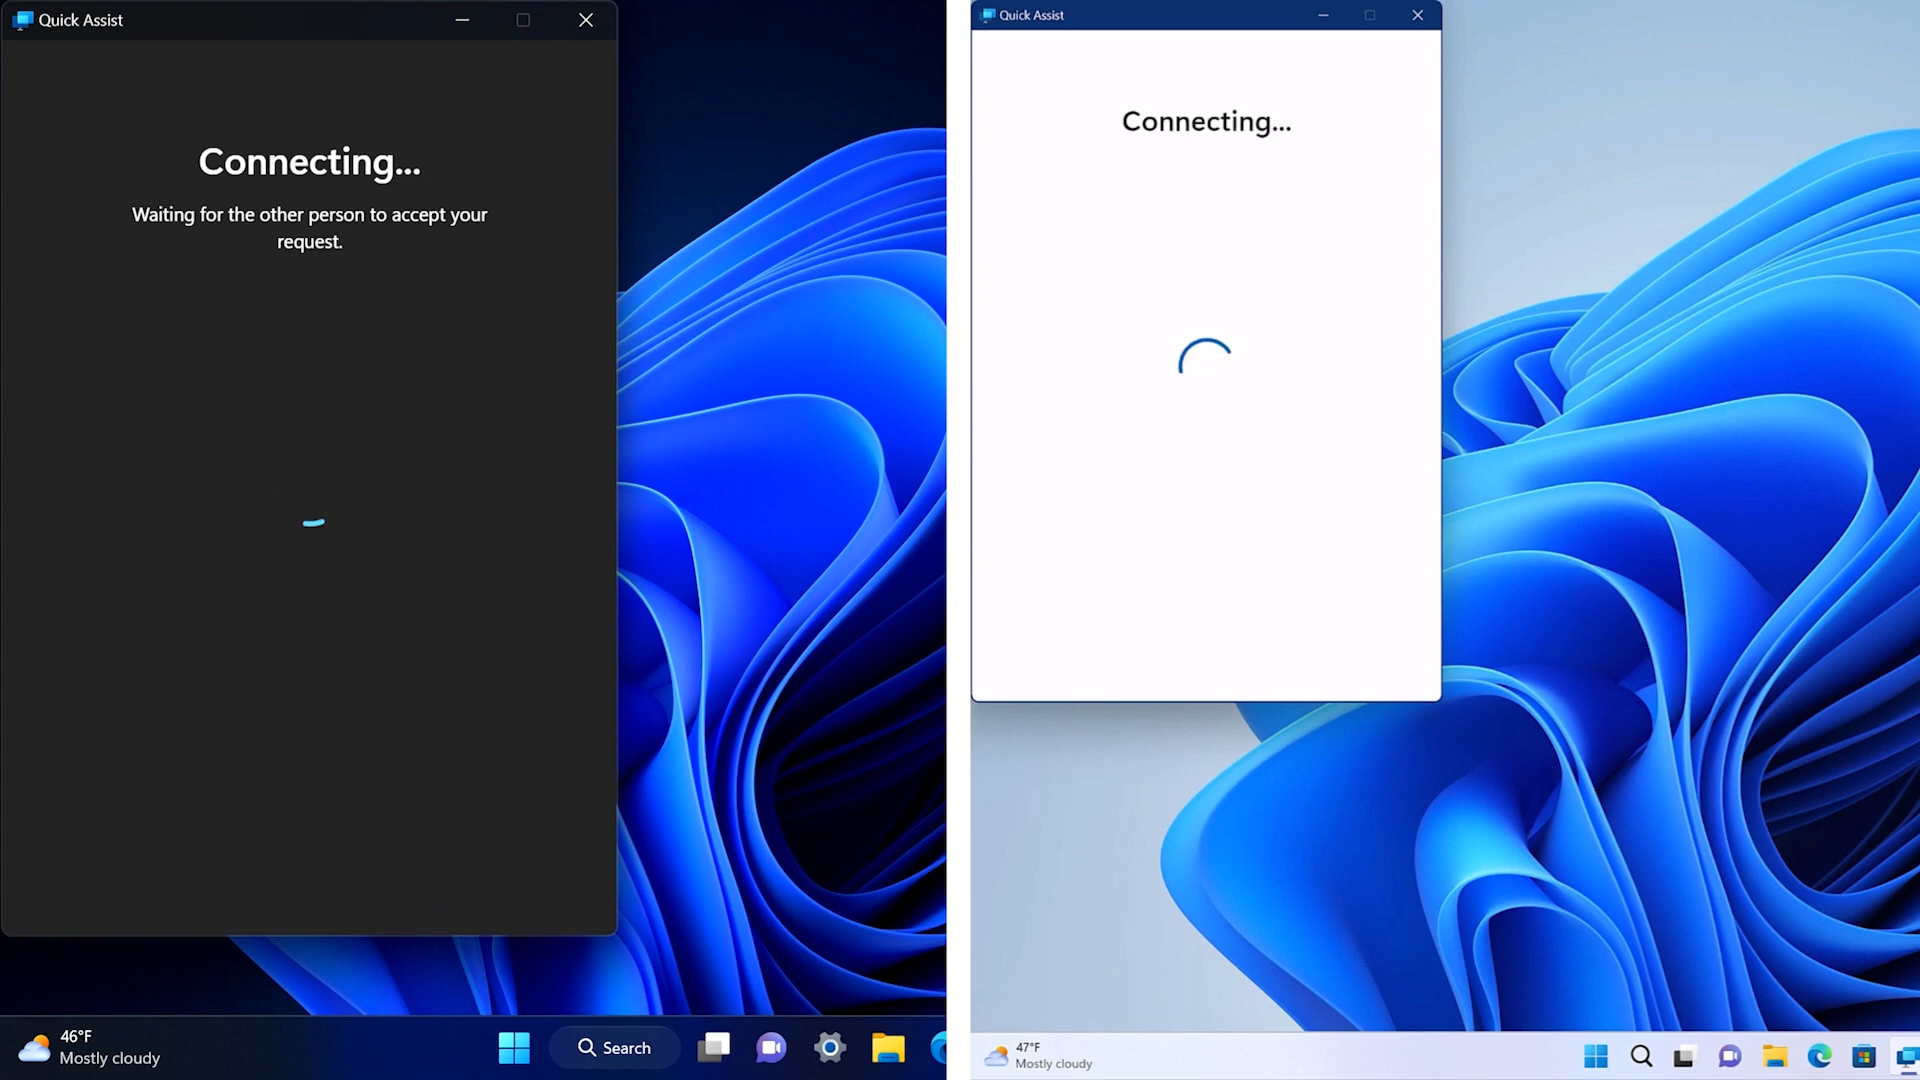 Quick Assist
Connecting...
Waiting for the other person to accept your
request.
46°F
Mostly cloudy
Search
Quick Assist
Connecting...
47°F
Mostly cloudy